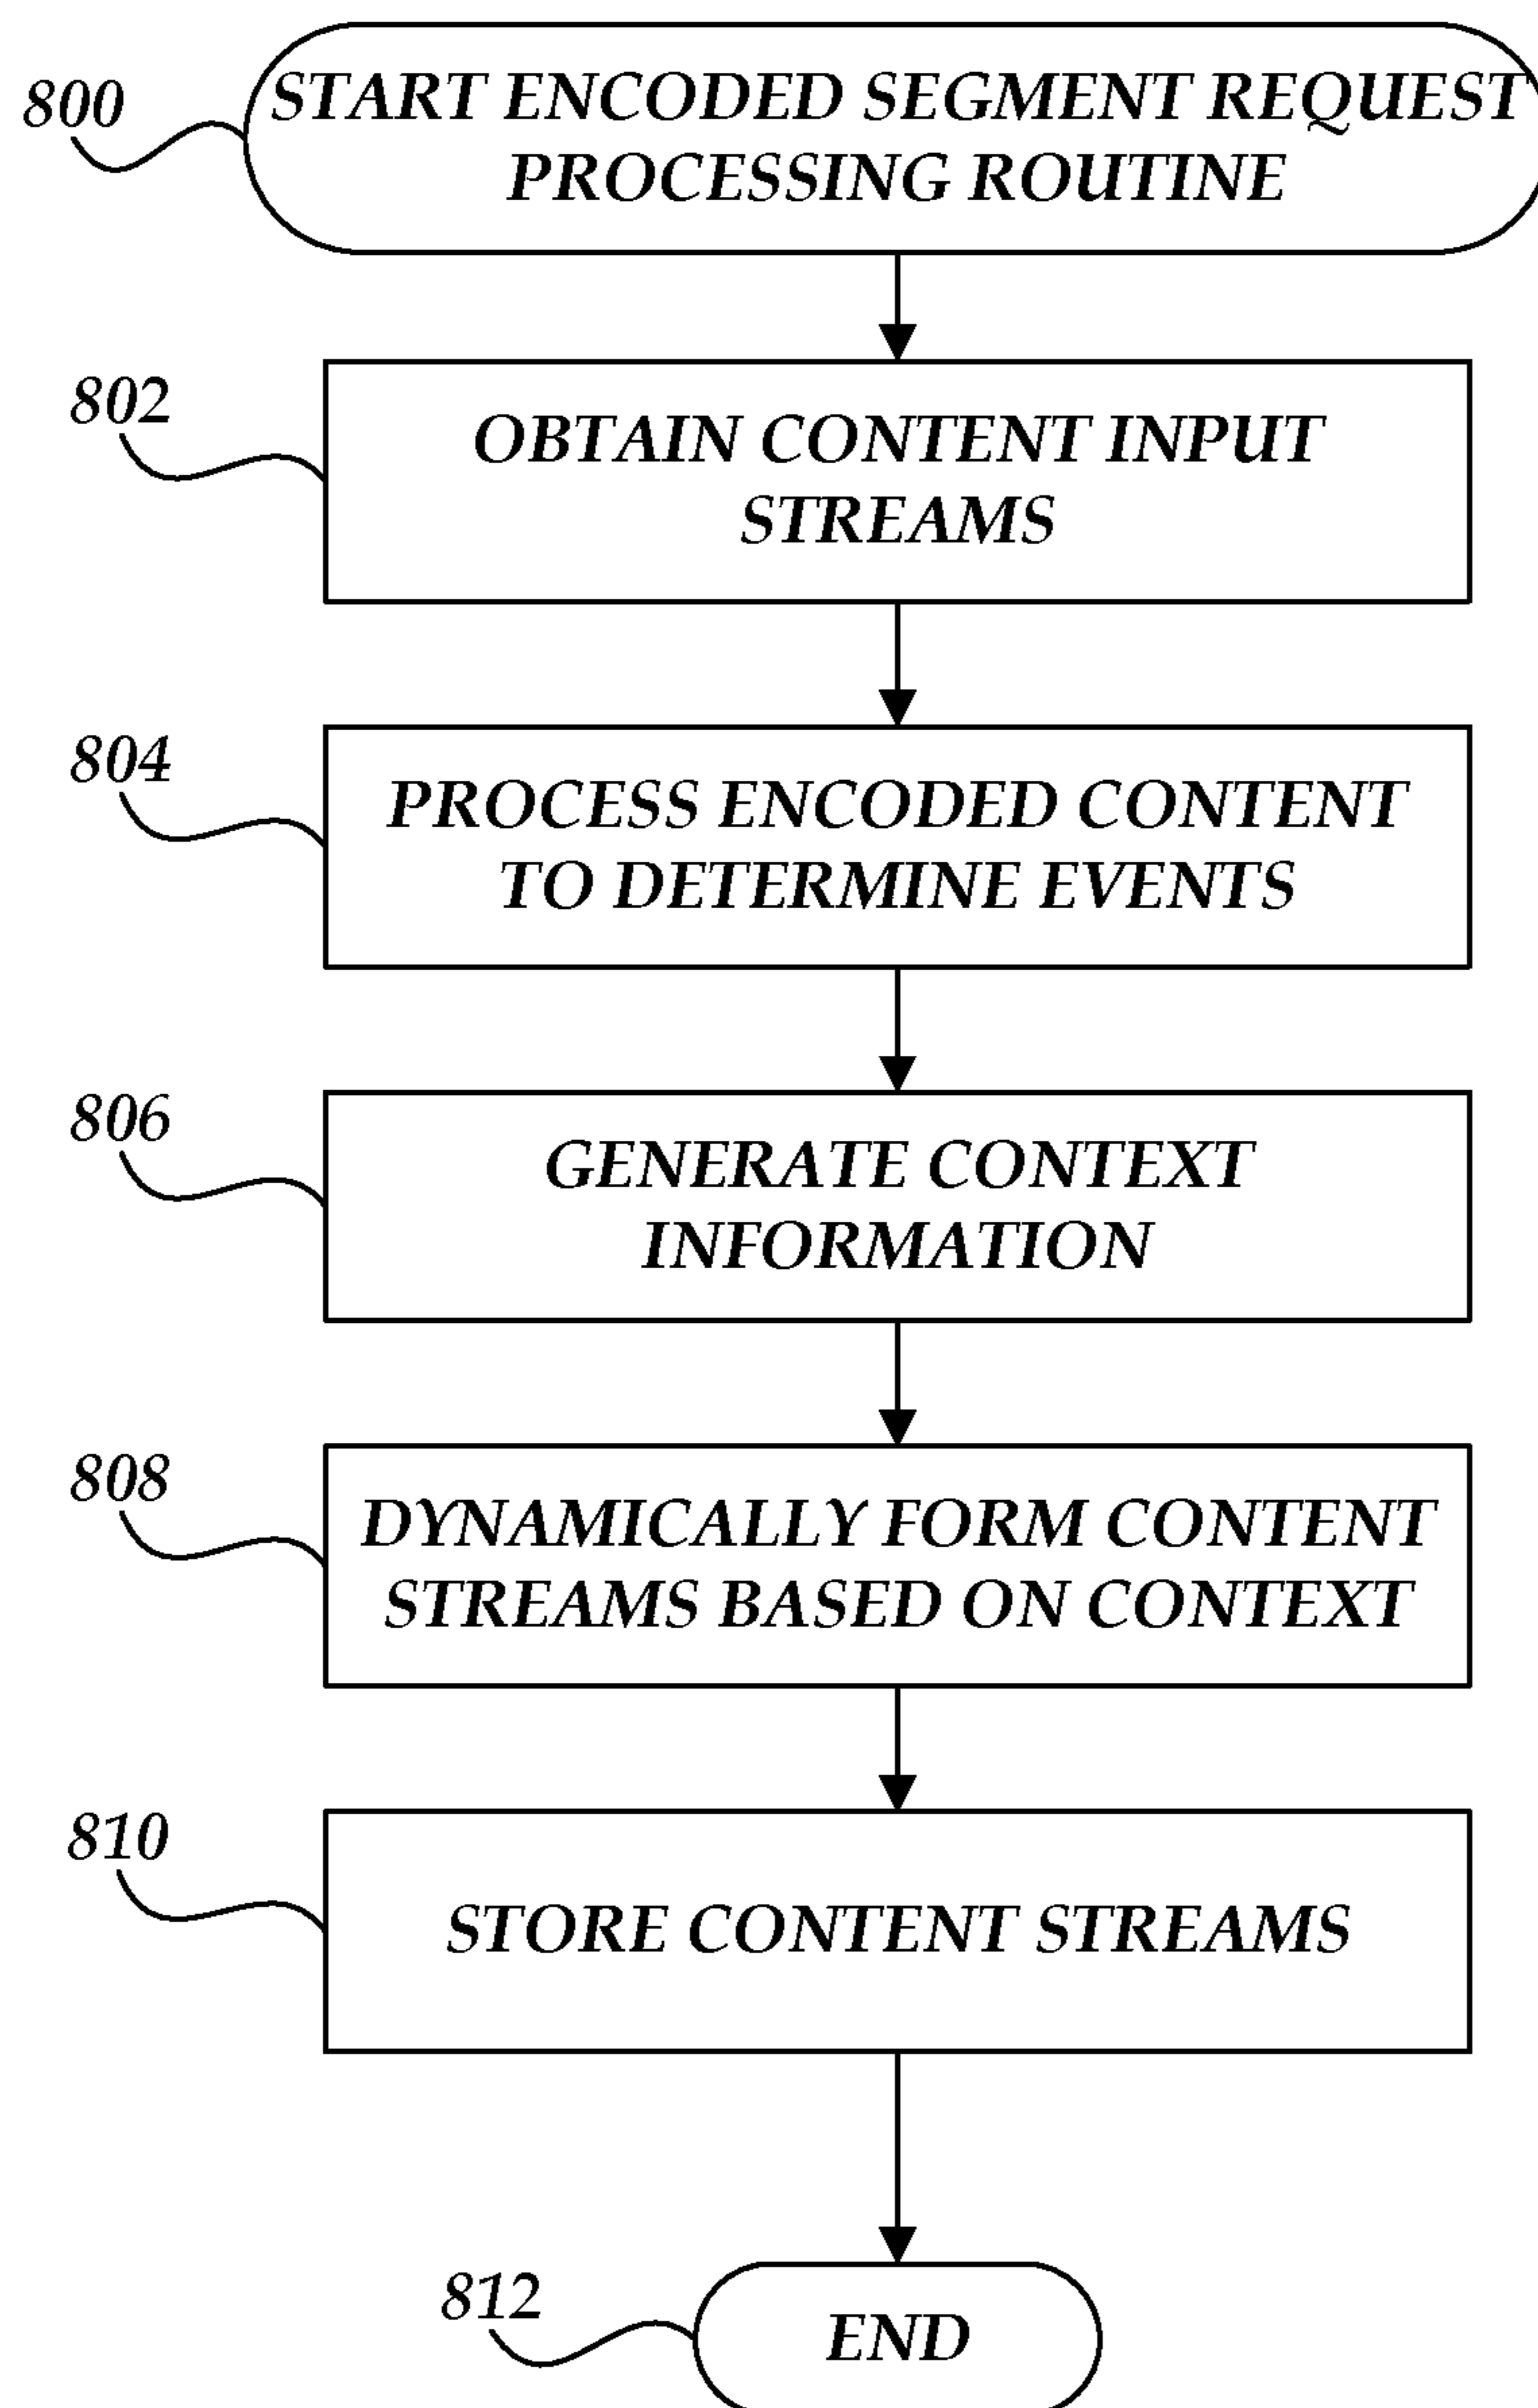 800
START ENCODED SEGMENT REQUEST
PROCESSING ROUTINE
802
OBTAIN CONTENT INPUT
STREAMS
804
PROCESS ENCODED CONTENT
TO DETERMINE EVENTS
806
GENERATE CONTEXT
INFORMATION
808
DYNAMICALLY FORM CONTENT
STREAMS BASED ON CONTEXT
810
STORE CONTENT STREAMS
812
END